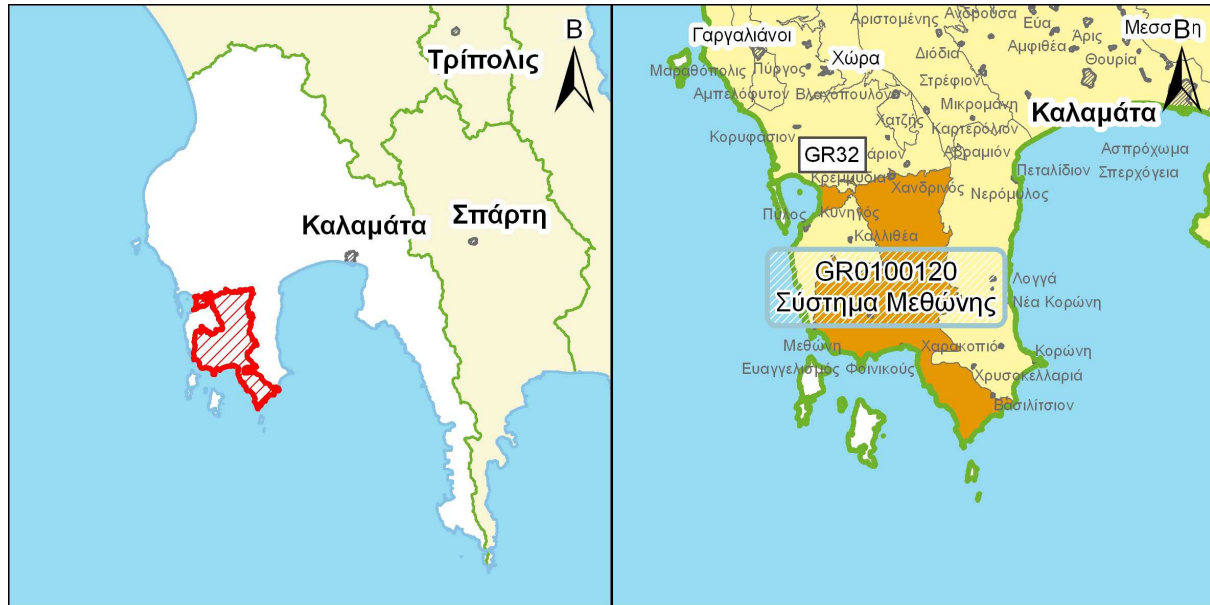 Β
Τρίπολις
Σπάρτη
Καλαμάτα
Ανδρούσα
Αριστομένης
Εύα
Μεσσ
Β
η
Γαργαλιάνοι
Άρις
Αμφιθέα
Διόδια
Χώρα
Θουρία
Μαραθόπολις
Πύργος
Στρέφιον
Αμπελόφυτον
Βλαχόπουλον
Μικρομάνη
Καλαμάτα
Χατζής
Καρτερόλιον
Κορυφάσιον
GR32
άριον
Αβραμιόν
Ασπρόχωμα
Πεταλίδιον
Σπερχόγεια
Κρεμμύδια
Χανδρινός
Νερόμυλος
Πύλος
Κυνηγός
Καλλιθέα
GR0100120
Σύστημα Μεθώνης
Λογγά
Νέα Κορώνη
Μεθώνη
Χαρακοπιό
Κορώνη
Ευαγγελισμός
Φοινικούς
Χρυσοκελλαριά
Βασιλίτσιον